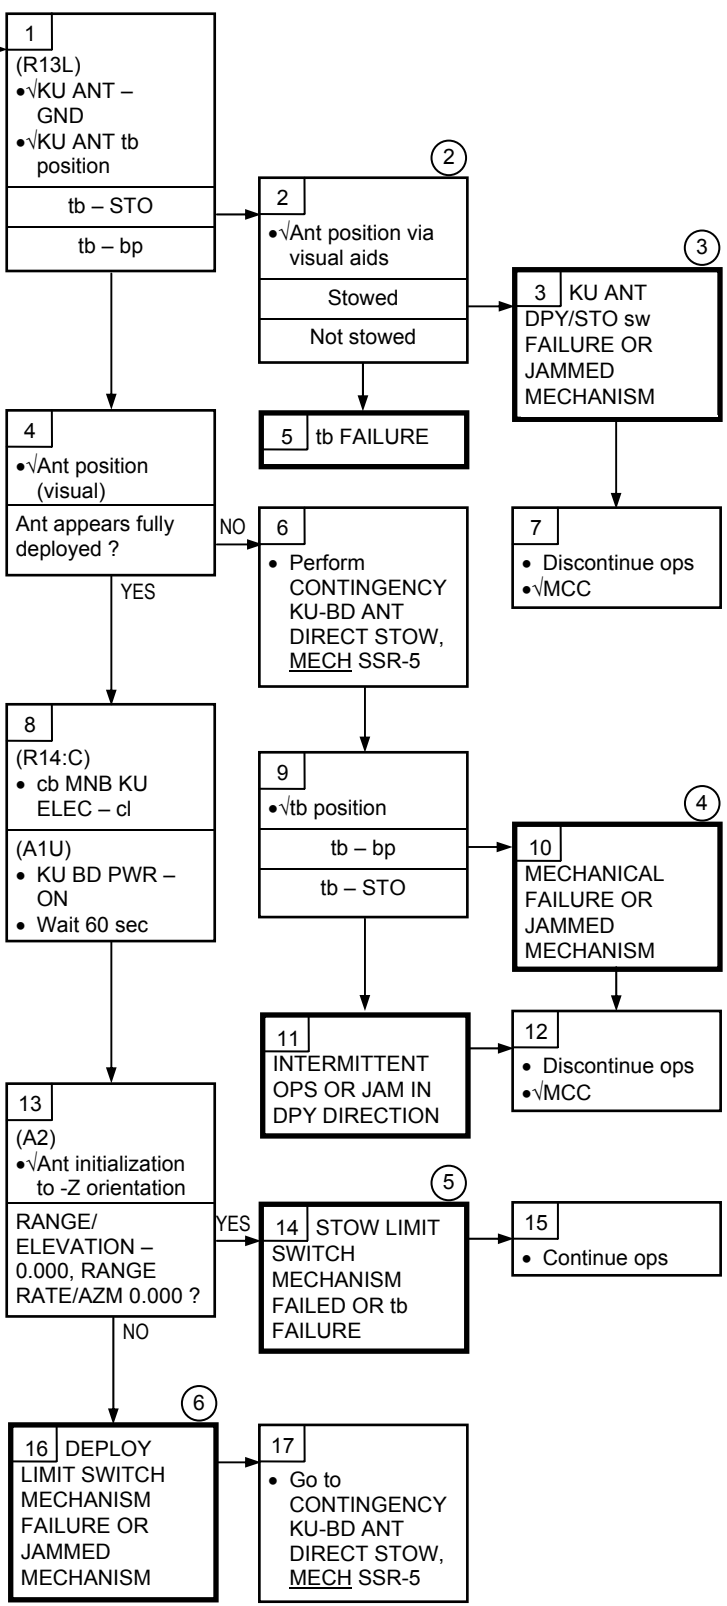 1
(R13L)
•√KU ANT –
GND
•√KU ANT tb
position
tb – STO
tb – bp
2
2
•√Ant position via
visual aids
Stowed
Not stowed
3
3 KU ANT
DPY/STO sw
FAILURE OR
JAMMED
MECHANISM
4
•√Ant position
(visual)
Ant appears fully
deployed ?
NO
YES
5 tb FAILURE
6
• Perform
CONTINGENCY
KU-BD ANT
DIRECT STOW,
MECH SSR-5
7
• Discontinue ops
•√MCC
8
(R14:C)
• cb MNB KU
ELEC – cl
(A1U)
• KU BD PWR –
ON
• Wait 60 sec
9
•√tb position
tb – bp
tb – STO
4
10
MECHANICAL
FAILURE OR
JAMMED
MECHANISM
11
INTERMITTENT
OPS OR JAM IN
DPY DIRECTION
12
• Discontinue ops
•√MCC
13
(A2)
•√Ant initialization
to -Z orientation
RANGE/
ELEVATION –
0.000, RANGE
RATE/AZM 0.000 ?
YES
NO
5
14 STOW LIMIT
SWITCH
MECHANISM
FAILED OR tb
FAILURE
15
• Continue ops
6
16 DEPLOY
LIMIT SWITCH
MECHANISM
FAILURE OR
JAMMED
MECHANISM
17
• Go to
CONTINGENCY
KU-BD ANT
DIRECT STOW,
MECH SSR-5